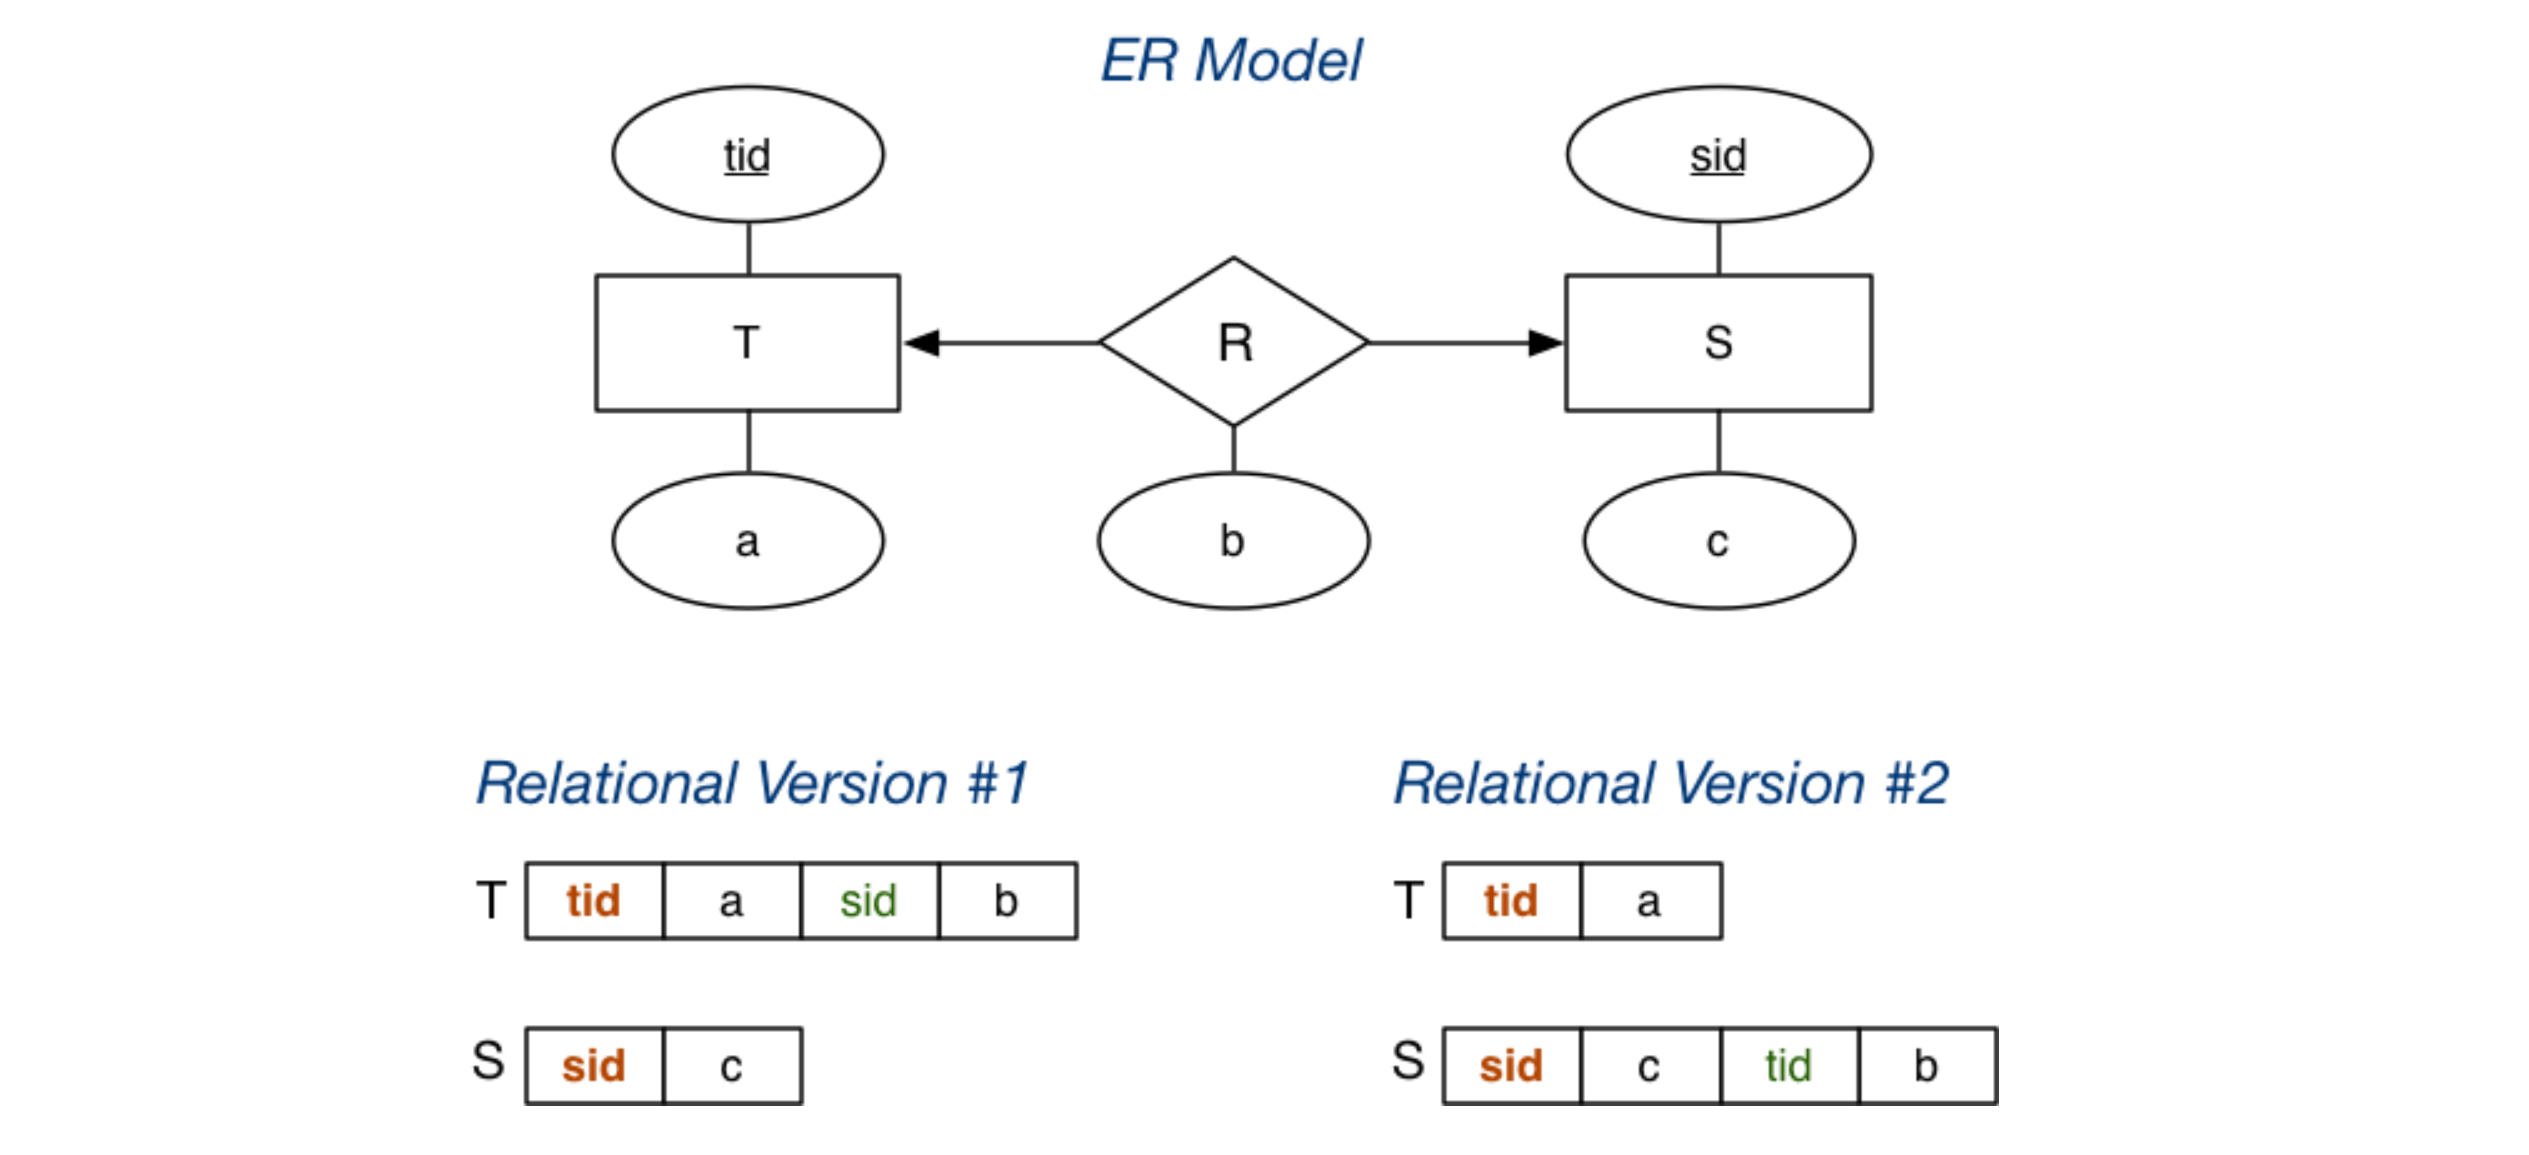 ER Model
tid
sid
T
R
S
a
b
c
Relational Version #1
Relational Version #2
T tid a sid b
T tid a
S sid c
S sid c tid b